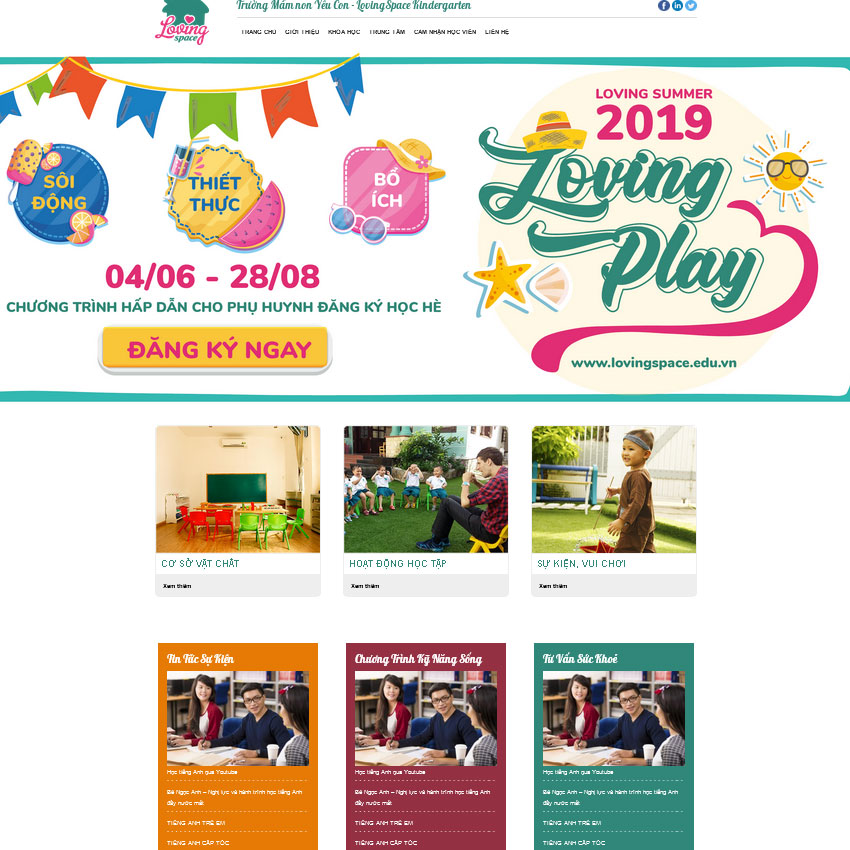 Loving
space
Trường Mầm non Yêu Con - LovingSpace Kindergarten
TRANG CHỦ GIỚI THIỆU KHÓA HỌC TRUNG TÂM CẢM NHẬN HỌC VIÊN LIÊN HỆ
SÔI
ĐỘNG
THIẾT
THỰC
BỔ
ÍCH
04/06 - 28/08
CHƯƠNG TRÌNH HẤP DẪN CHO PHỤ HUYNH ĐĂNG KÝ HỌC HÈ
ĐĂNG KÝ NGAY
LOVING SUMMER
2019
Loving
Play
www.lovingspace.edu.vn
CƠ SỞ VẬT CHẤT
Xem thêm
HOẠT ĐỘNG HỌC TẬP
Xem thêm
SỰ KIỆN, VUI CHƠI
Xem thêm
Tin Tức Sự Kiện
Học tiếng Anh qua Youtube
Bé Ngọc Anh – Nghị lực và hành trình học tiếng Anh
đầy nước mắt
TIẾNG ANH TRẺ EM
TIẾNG ANH CẤP TỐC
Chương Trình Kỹ Năng Sống
Học tiếng Anh qua Youtube
Bé Ngọc Anh – Nghị lực và hành trình học tiếng Anh
đầy nước mắt
TIẾNG ANH TRẺ EM
TIẾNG ANH CẤP TỐC
Tư Vấn Sức Khoẻ
Học tiếng Anh qua Youtube
Bé Ngọc Anh – Nghị lực và hành trình học tiếng Anh
đầy nước mắt
TIẾNG ANH TRẺ EM
TIẾNG ANH CẤP TỐC